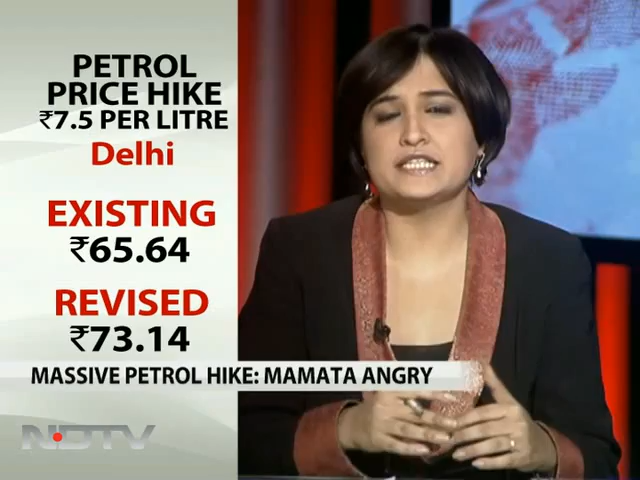 PETROL
PRICE HIKE
₹7.5 PER LITRE
Delhi
EXISTING
₹65.64
REVISED
₹73.14
MASSIVE PETROL HIKE: MAMATA ANGRY
NDTV